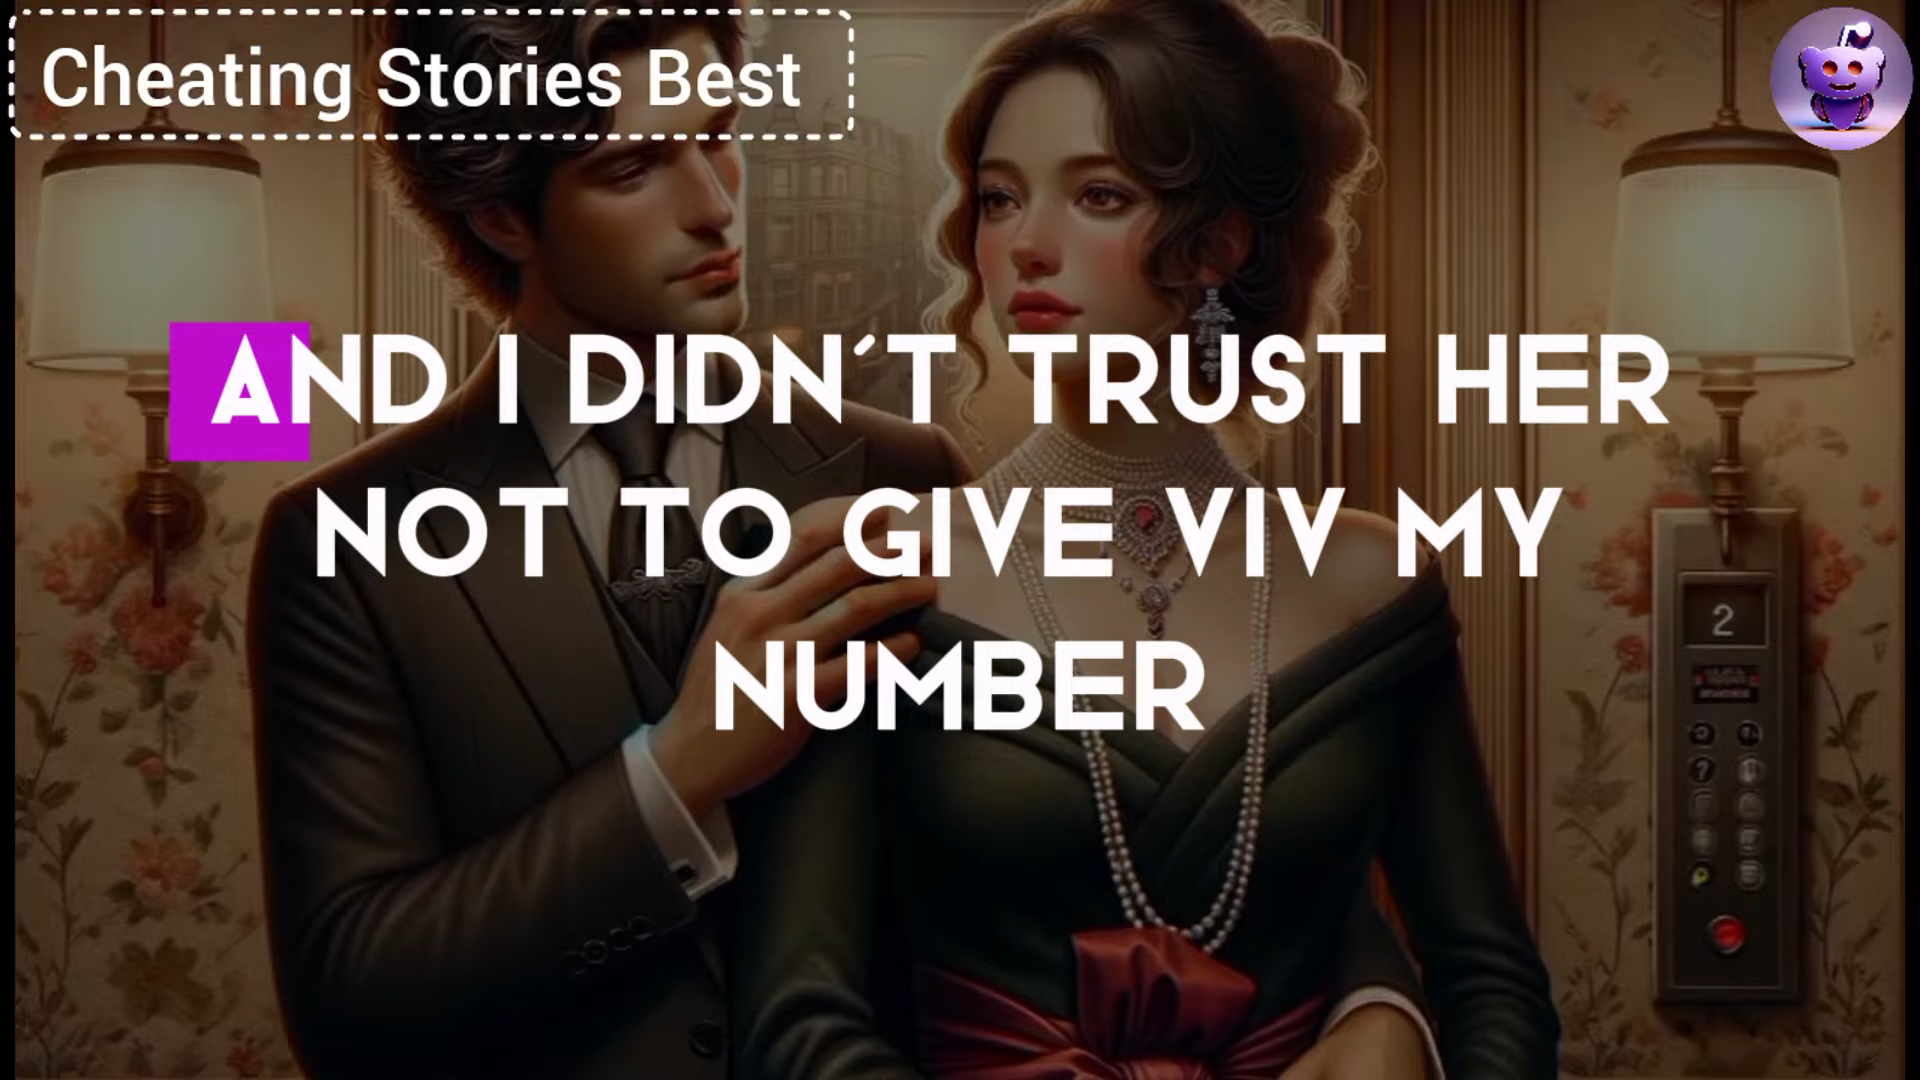 Cheating Stories Best
AND I DIDN´T TRUST HER
NOT TO GIVE VIV MY
NUMBER
2
?